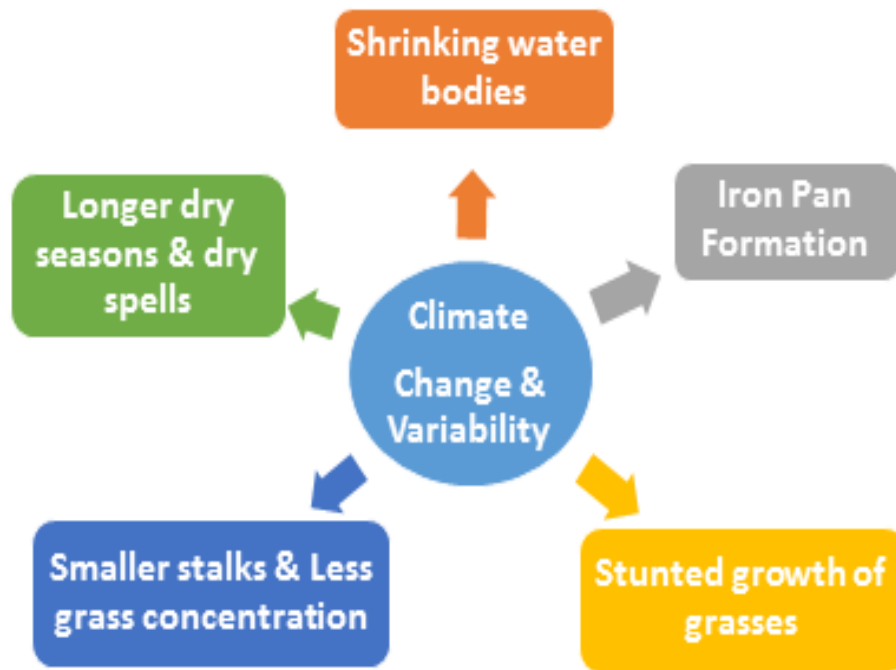 Shrinking water
bodies
Iron Pan
Formation
Longer dry
seasons & dry
spells
Climate
Change &
Variability
Smaller stalks & Less
grass concentration
Stunted growth of
grasses